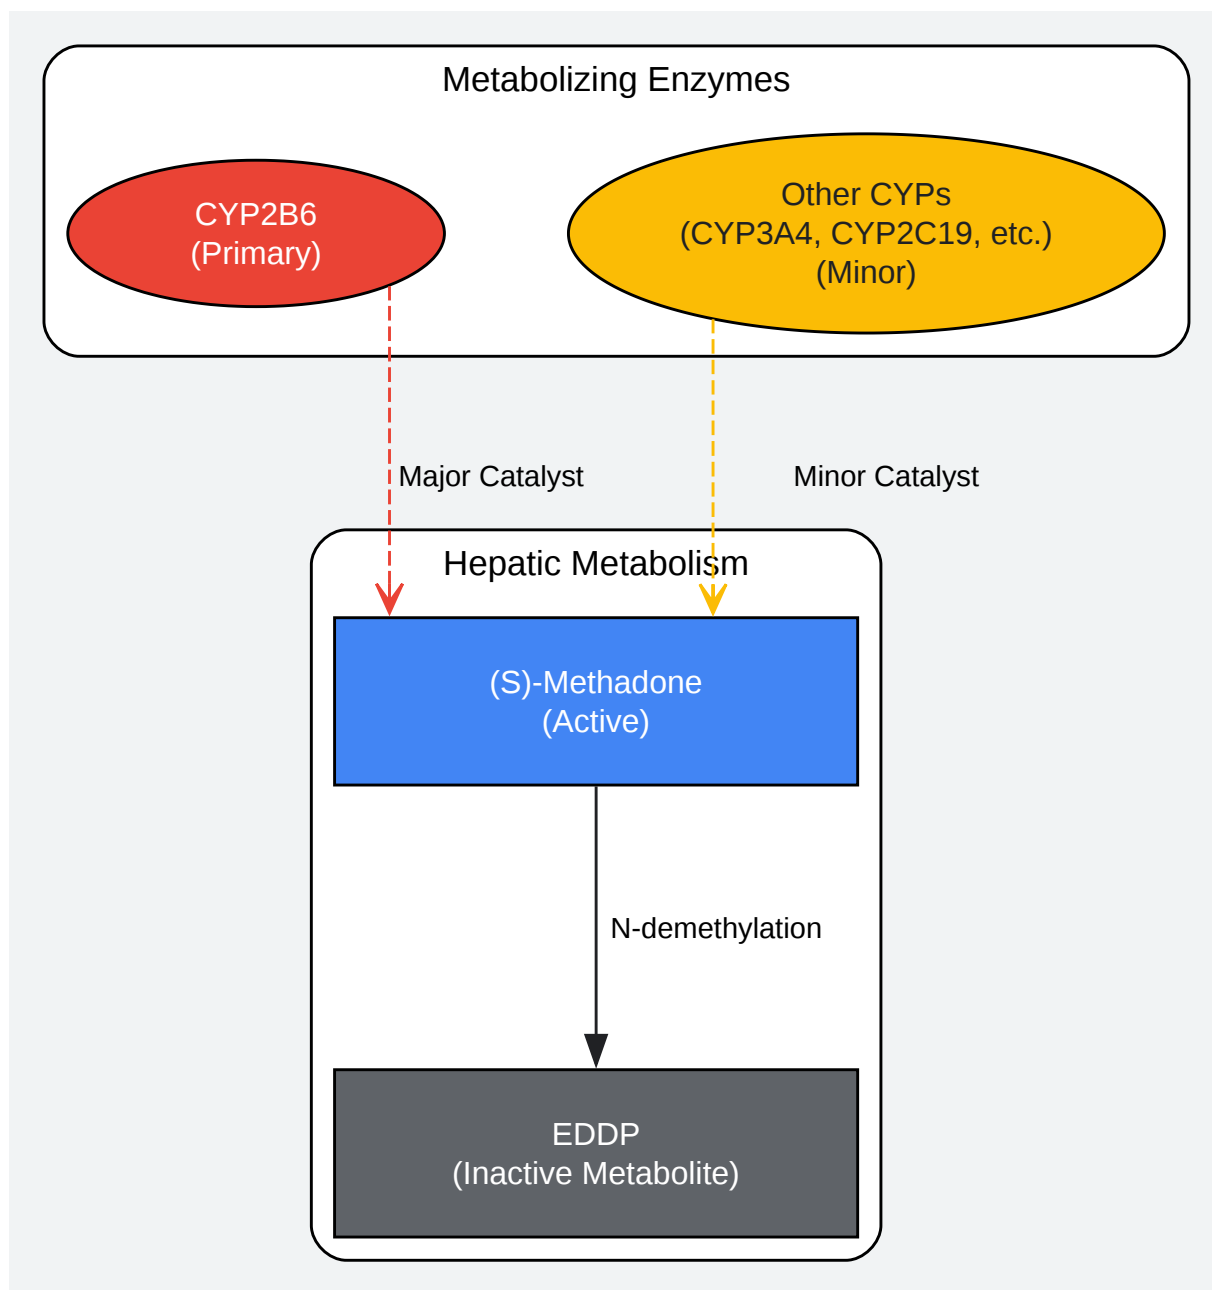 Metabolizing Enzymes
CYP2B6
(Primary)
Other CYPs
(CYP3A4, CYP2C19, etc.)
(Minor)
Major Catalyst
Minor Catalyst
Hepatic Metabolism
(S)-Methadone
(Active)
N-demethylation
EDDP
(Inactive Metabolite)